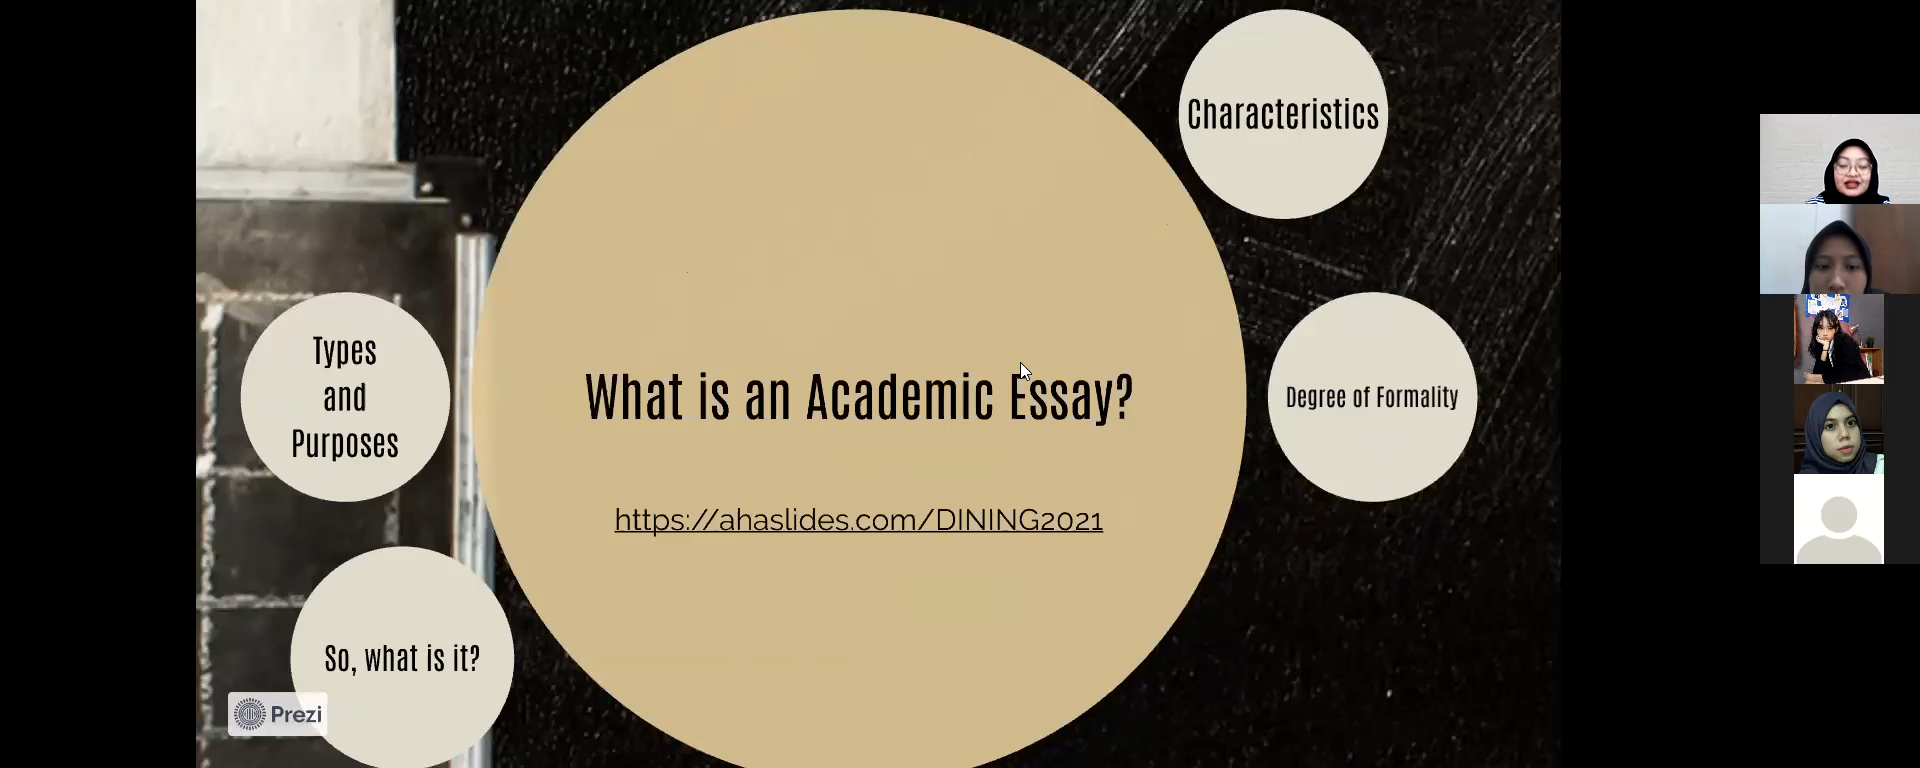 What is an Academic Essay?
https://ahaslides.com/DINING2021
So, what is it?
Types
and
Purposes
Characteristics
Degree of Formality
Prezi